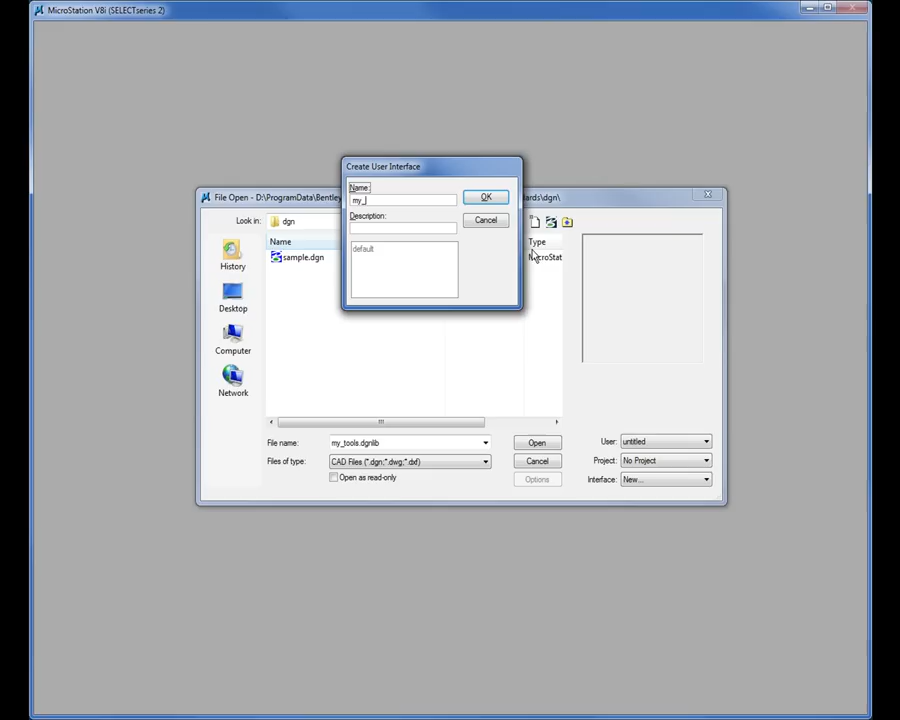 MicroStation V8i (SELECTseries 2)
Create User Interface
Name:
my_
OK
Description:
Cancel
default
File Open - D:\ProgramData\Bentley
ards\dgn\
Look in:
dgn
Name
Type
sample.dgn
History
Desktop
Computer
Network
File name:
my_tools.dgnlib
Open
User:
untitled
Files of type:
CAD Files (*.dgn;*.dwg;*.dxf)
Cancel
Project:
No Project
Open as read-only
Options
Interface:
New...